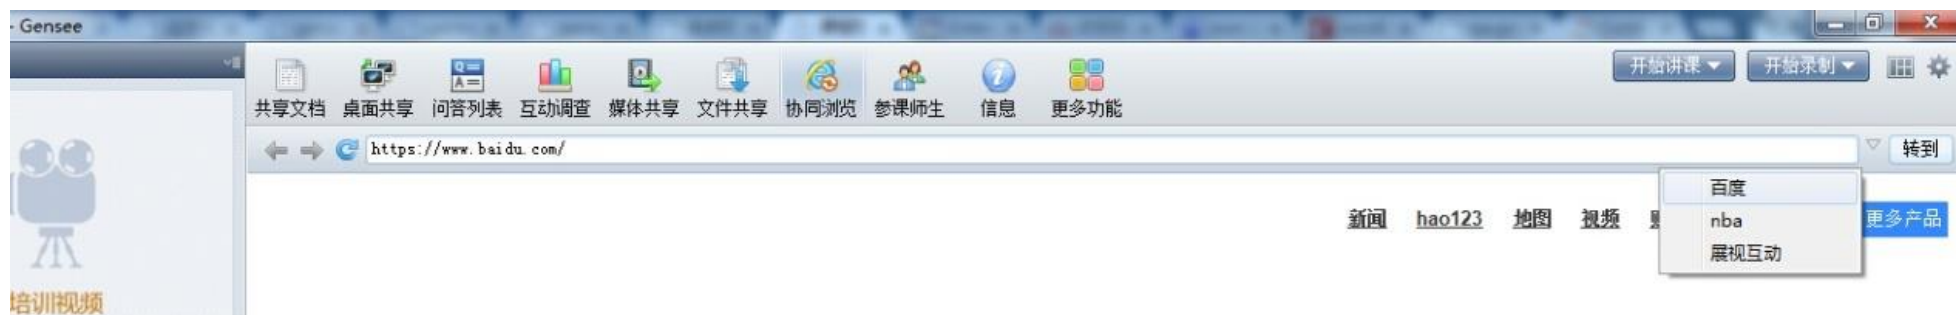 - Gensee
开始讲课 开始录制
共享文档 桌面共享 问答列表 互动调查 媒体共享 文件共享 协同浏览 参课师生 信息 更多功能
https://www.baidu.com/ 转到
百度
新闻 hao123 地图 视频 nba 更多产品
展视互动
培训视频